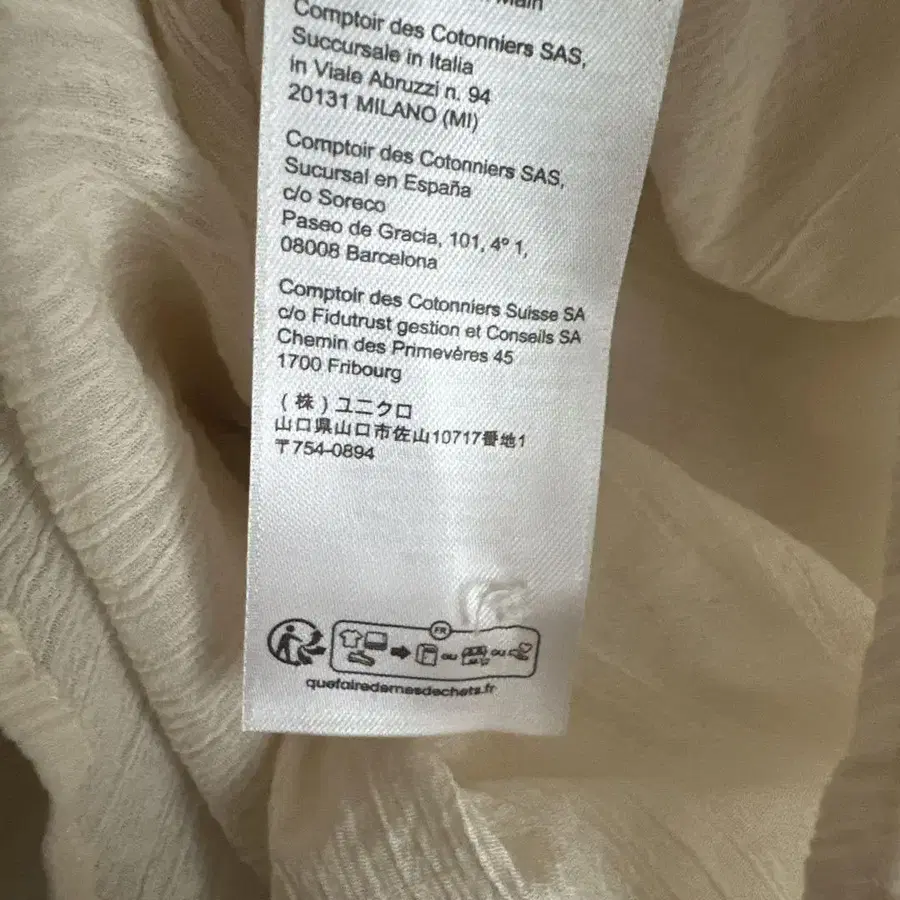 Main
Comptoir des Cotonniers SAS,
Succursale in Italia
in Viale Abruzzi n. 94
20131 MILANO (MI)
Comptoir des Cotonniers SAS,
Sucursal en España
c/o Soreco
Paseo de Gracia, 101, 4º 1,
08008 Barcelona
Comptoir des Cotonniers Suisse SA
c/o Fidutrust gestion et Conseils SA
Chemin des Primevères 45
1700 Fribourg
(株)ユニクロ
山口県山口市佐山10717番地1
〒754-0894
FR
OU OU
quefairedemesdechets.fr